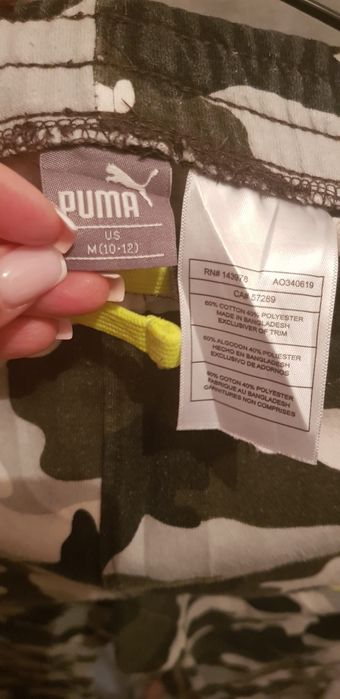 PUMA
US
M(10-12)
RN# 143978 AO340619
CA# 57289
60% COTTON 40% POLYESTER
MADE IN BANGLADESH
EXCLUSIVER OF TRIM
60% ALGODON 40% POLIESTER
HECHO EN BANGLADESH
EXCLUSIVO DE ADORNOS
60% COTON 40% POLYESTER
FABRIQUE AU BANGLADESH
GARNITURES NON COMPRISES